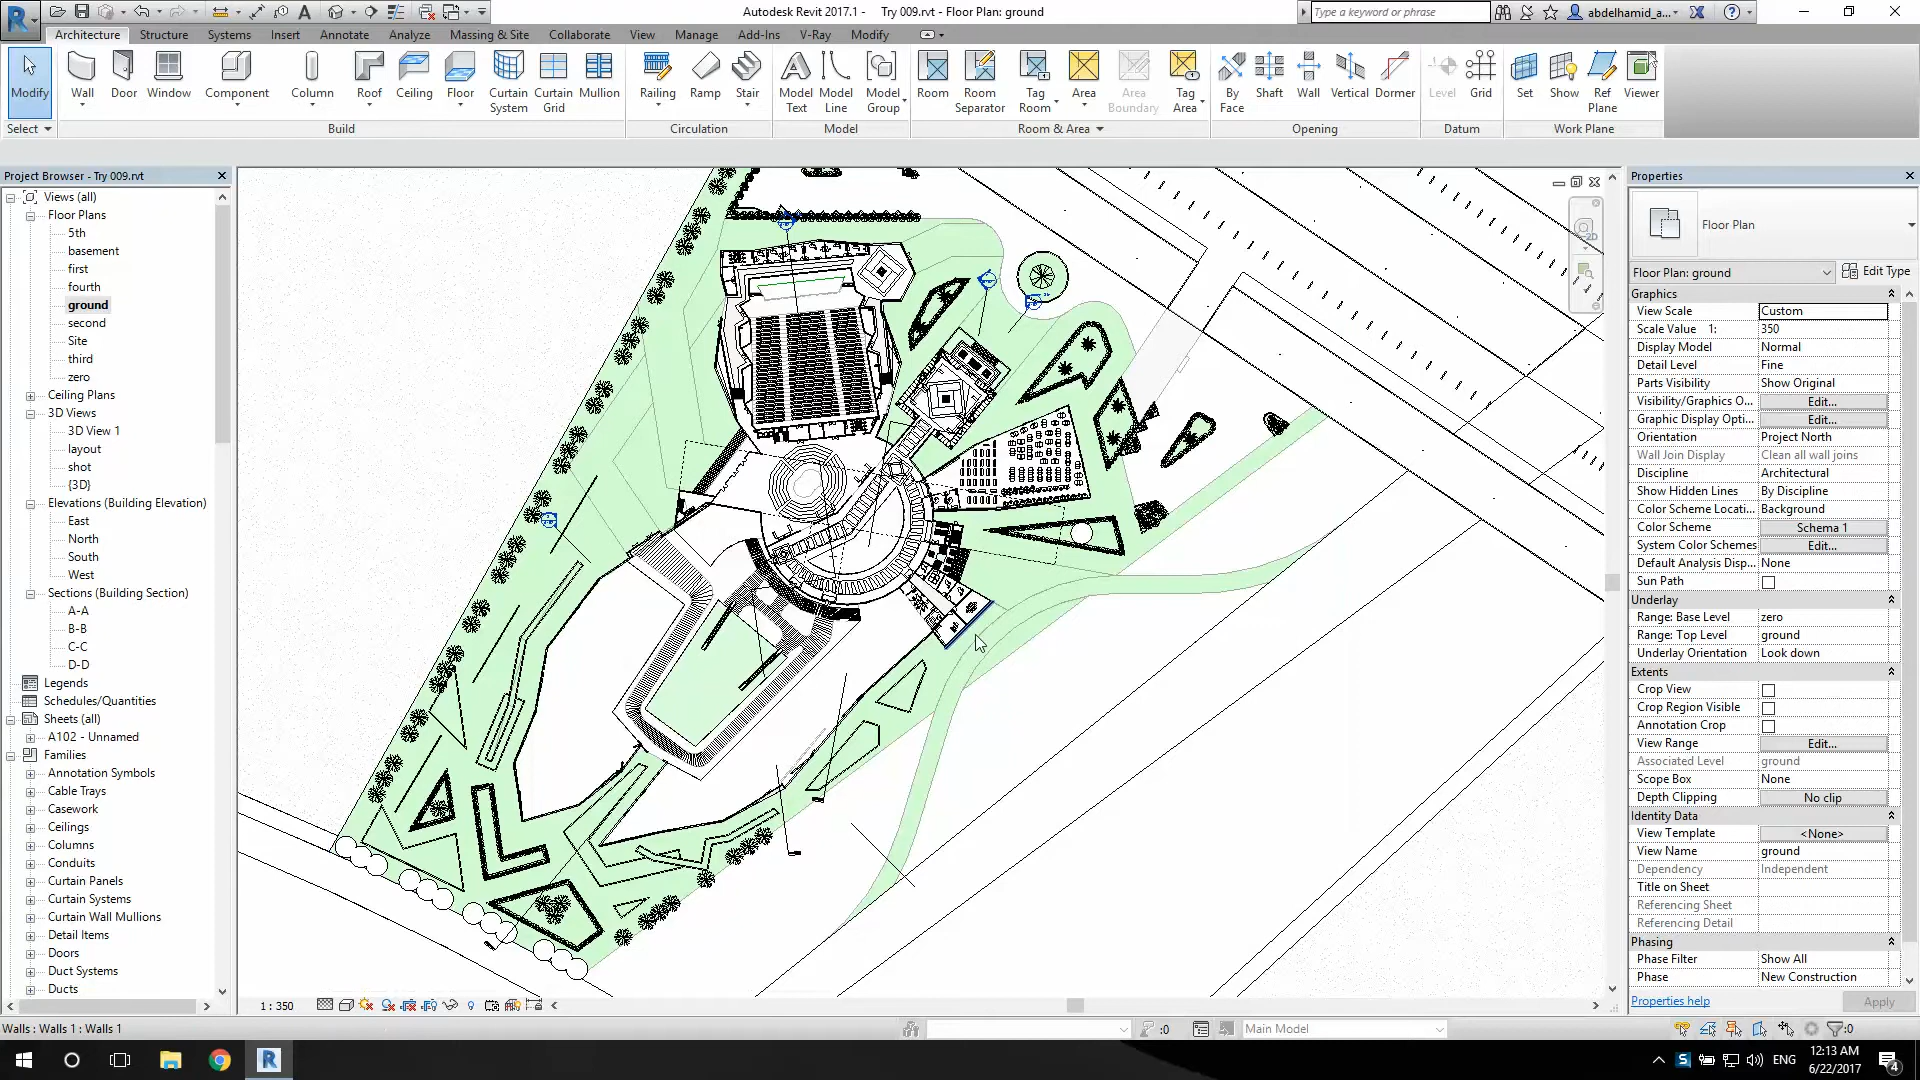 Autodesk Revit 2017.1 - Try 009.rvt - Floor Plan: ground
Type a keyword or phrase
abdelhamid_a...
Architecture Structure Systems Insert Annotate Analyze Massing & Site Collaborate View Manage Add-Ins V-Ray Modify
Modify Wall Door Window Component Column Roof Ceiling Floor Curtain System Curtain Grid Mullion Railing Ramp Stair Model Text Model Line Model Group Room Room Separator Tag Room Area Area Boundary Tag Area By Face Shaft Wall Vertical Dormer Level Grid Set Show Ref Plane Viewer
Select Build Circulation Model Room & Area Opening Datum Work Plane
Project Browser - Try 009.rvt
Views (all)
Floor Plans
5th
basement
first
fourth
ground
second
Site
third
zero
Ceiling Plans
3D Views
3D View 1
layout
shot
{3D}
Elevations (Building Elevation)
East
North
South
West
Sections (Building Section)
A-A
B-B
C-C
D-D
Legends
Schedules/Quantities
Sheets (all)
A102 - Unnamed
Families
Annotation Symbols
Cable Trays
Casework
Ceilings
Columns
Conduits
Curtain Panels
Curtain Systems
Curtain Wall Mullions
Detail Items
Doors
Duct Systems
Ducts
2D
Properties
Floor Plan
Floor Plan: ground Edit Type
Graphics
View Scale Custom
Scale Value 1: 350
Display Model Normal
Detail Level Fine
Parts Visibility Show Original
Visibility/Graphics O... Edit...
Graphic Display Opti... Edit...
Orientation Project North
Wall Join Display Clean all wall joins
Discipline Architectural
Show Hidden Lines By Discipline
Color Scheme Locati... Background
Color Scheme Schema 1
System Color Schemes Edit...
Default Analysis Disp... None
Sun Path
Underlay
Range: Base Level zero
Range: Top Level ground
Underlay Orientation Look down
Extents
Crop View
Crop Region Visible
Annotation Crop
View Range Edit...
Associated Level ground
Scope Box None
Depth Clipping No clip
Identity Data
View Template <None>
View Name ground
Dependency Independent
Title on Sheet
Referencing Sheet
Referencing Detail
Phasing
Phase Filter Show All
Phase New Construction
Properties help Apply
1 : 350
Walls : Walls 1 : Walls 1
:0 Main Model :0
ENG 12:13 AM
6/22/2017
4